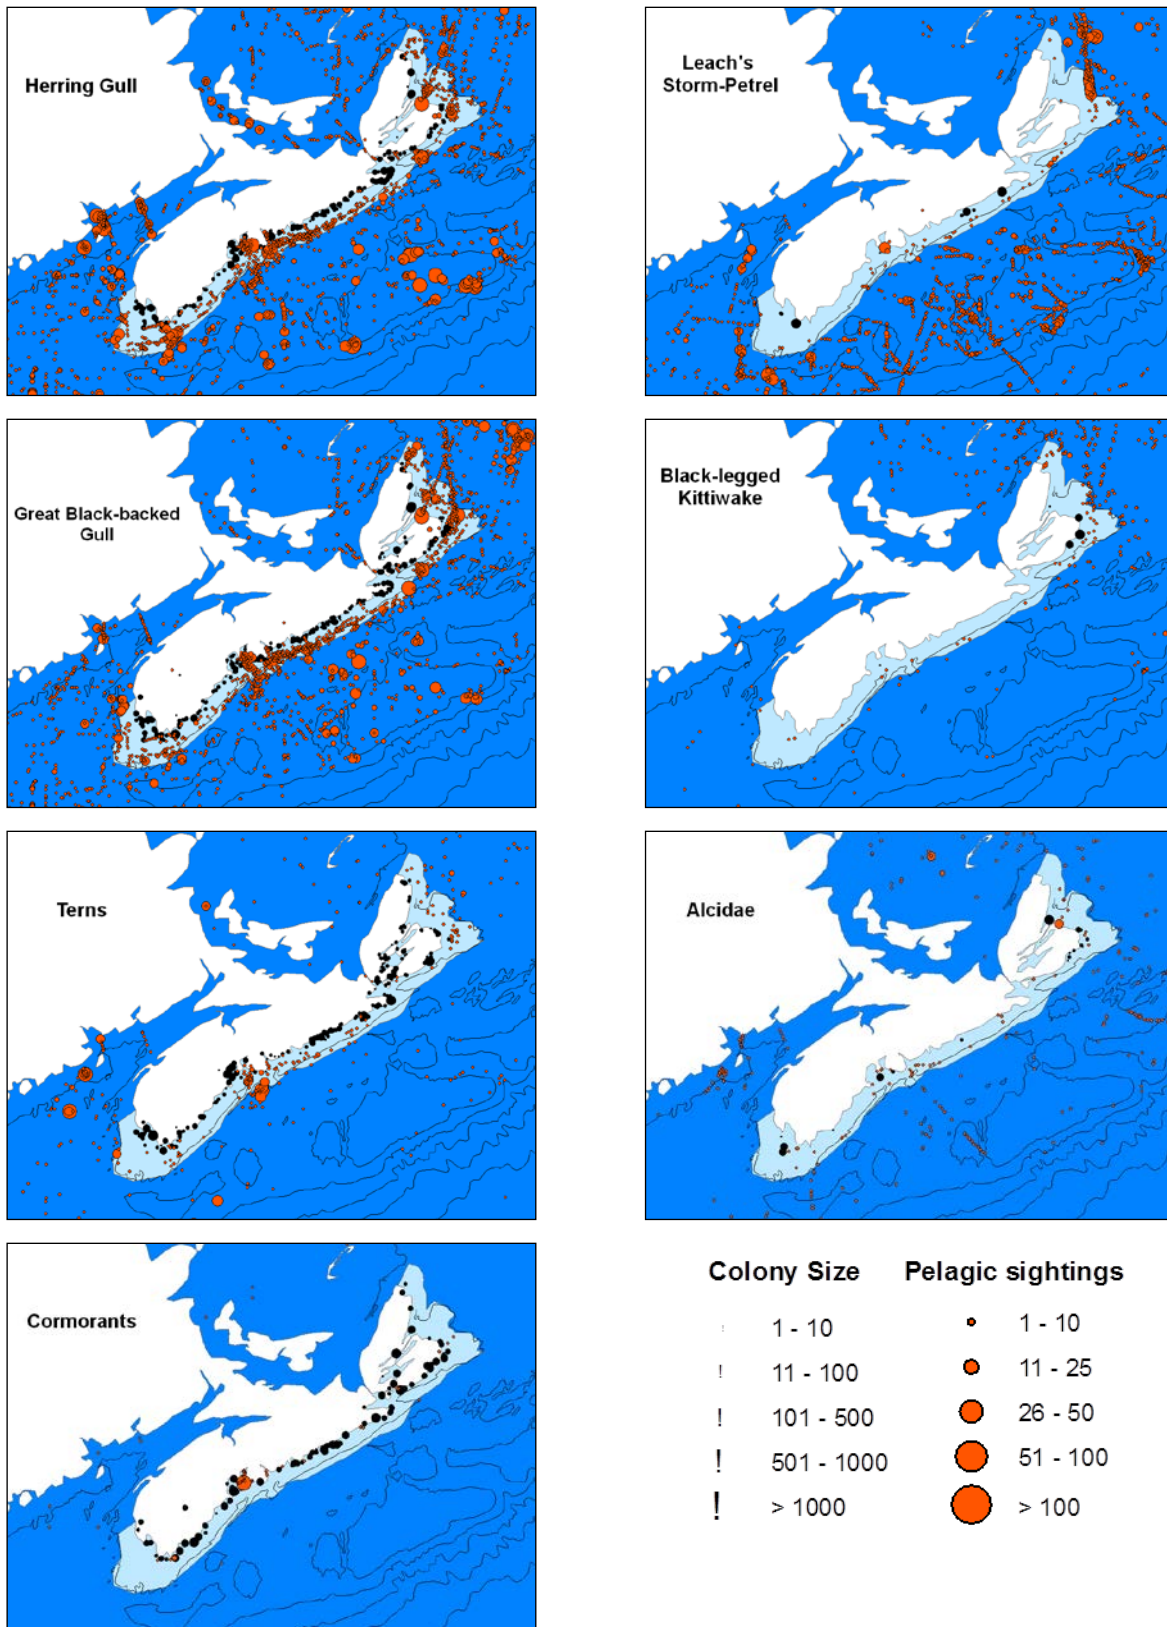 Herring Gull
Leach's
Storm-Petrel
Great Black-backed
Gull
Black-legged
Kittiwake
Terns
Alcidae
Cormorants
Colony Size Pelagic sightings
1 - 10 1 - 10
! 11 - 100 11 - 25
! 101 - 500 26 - 50
! 501 - 1000 51 - 100
! > 1000 > 100